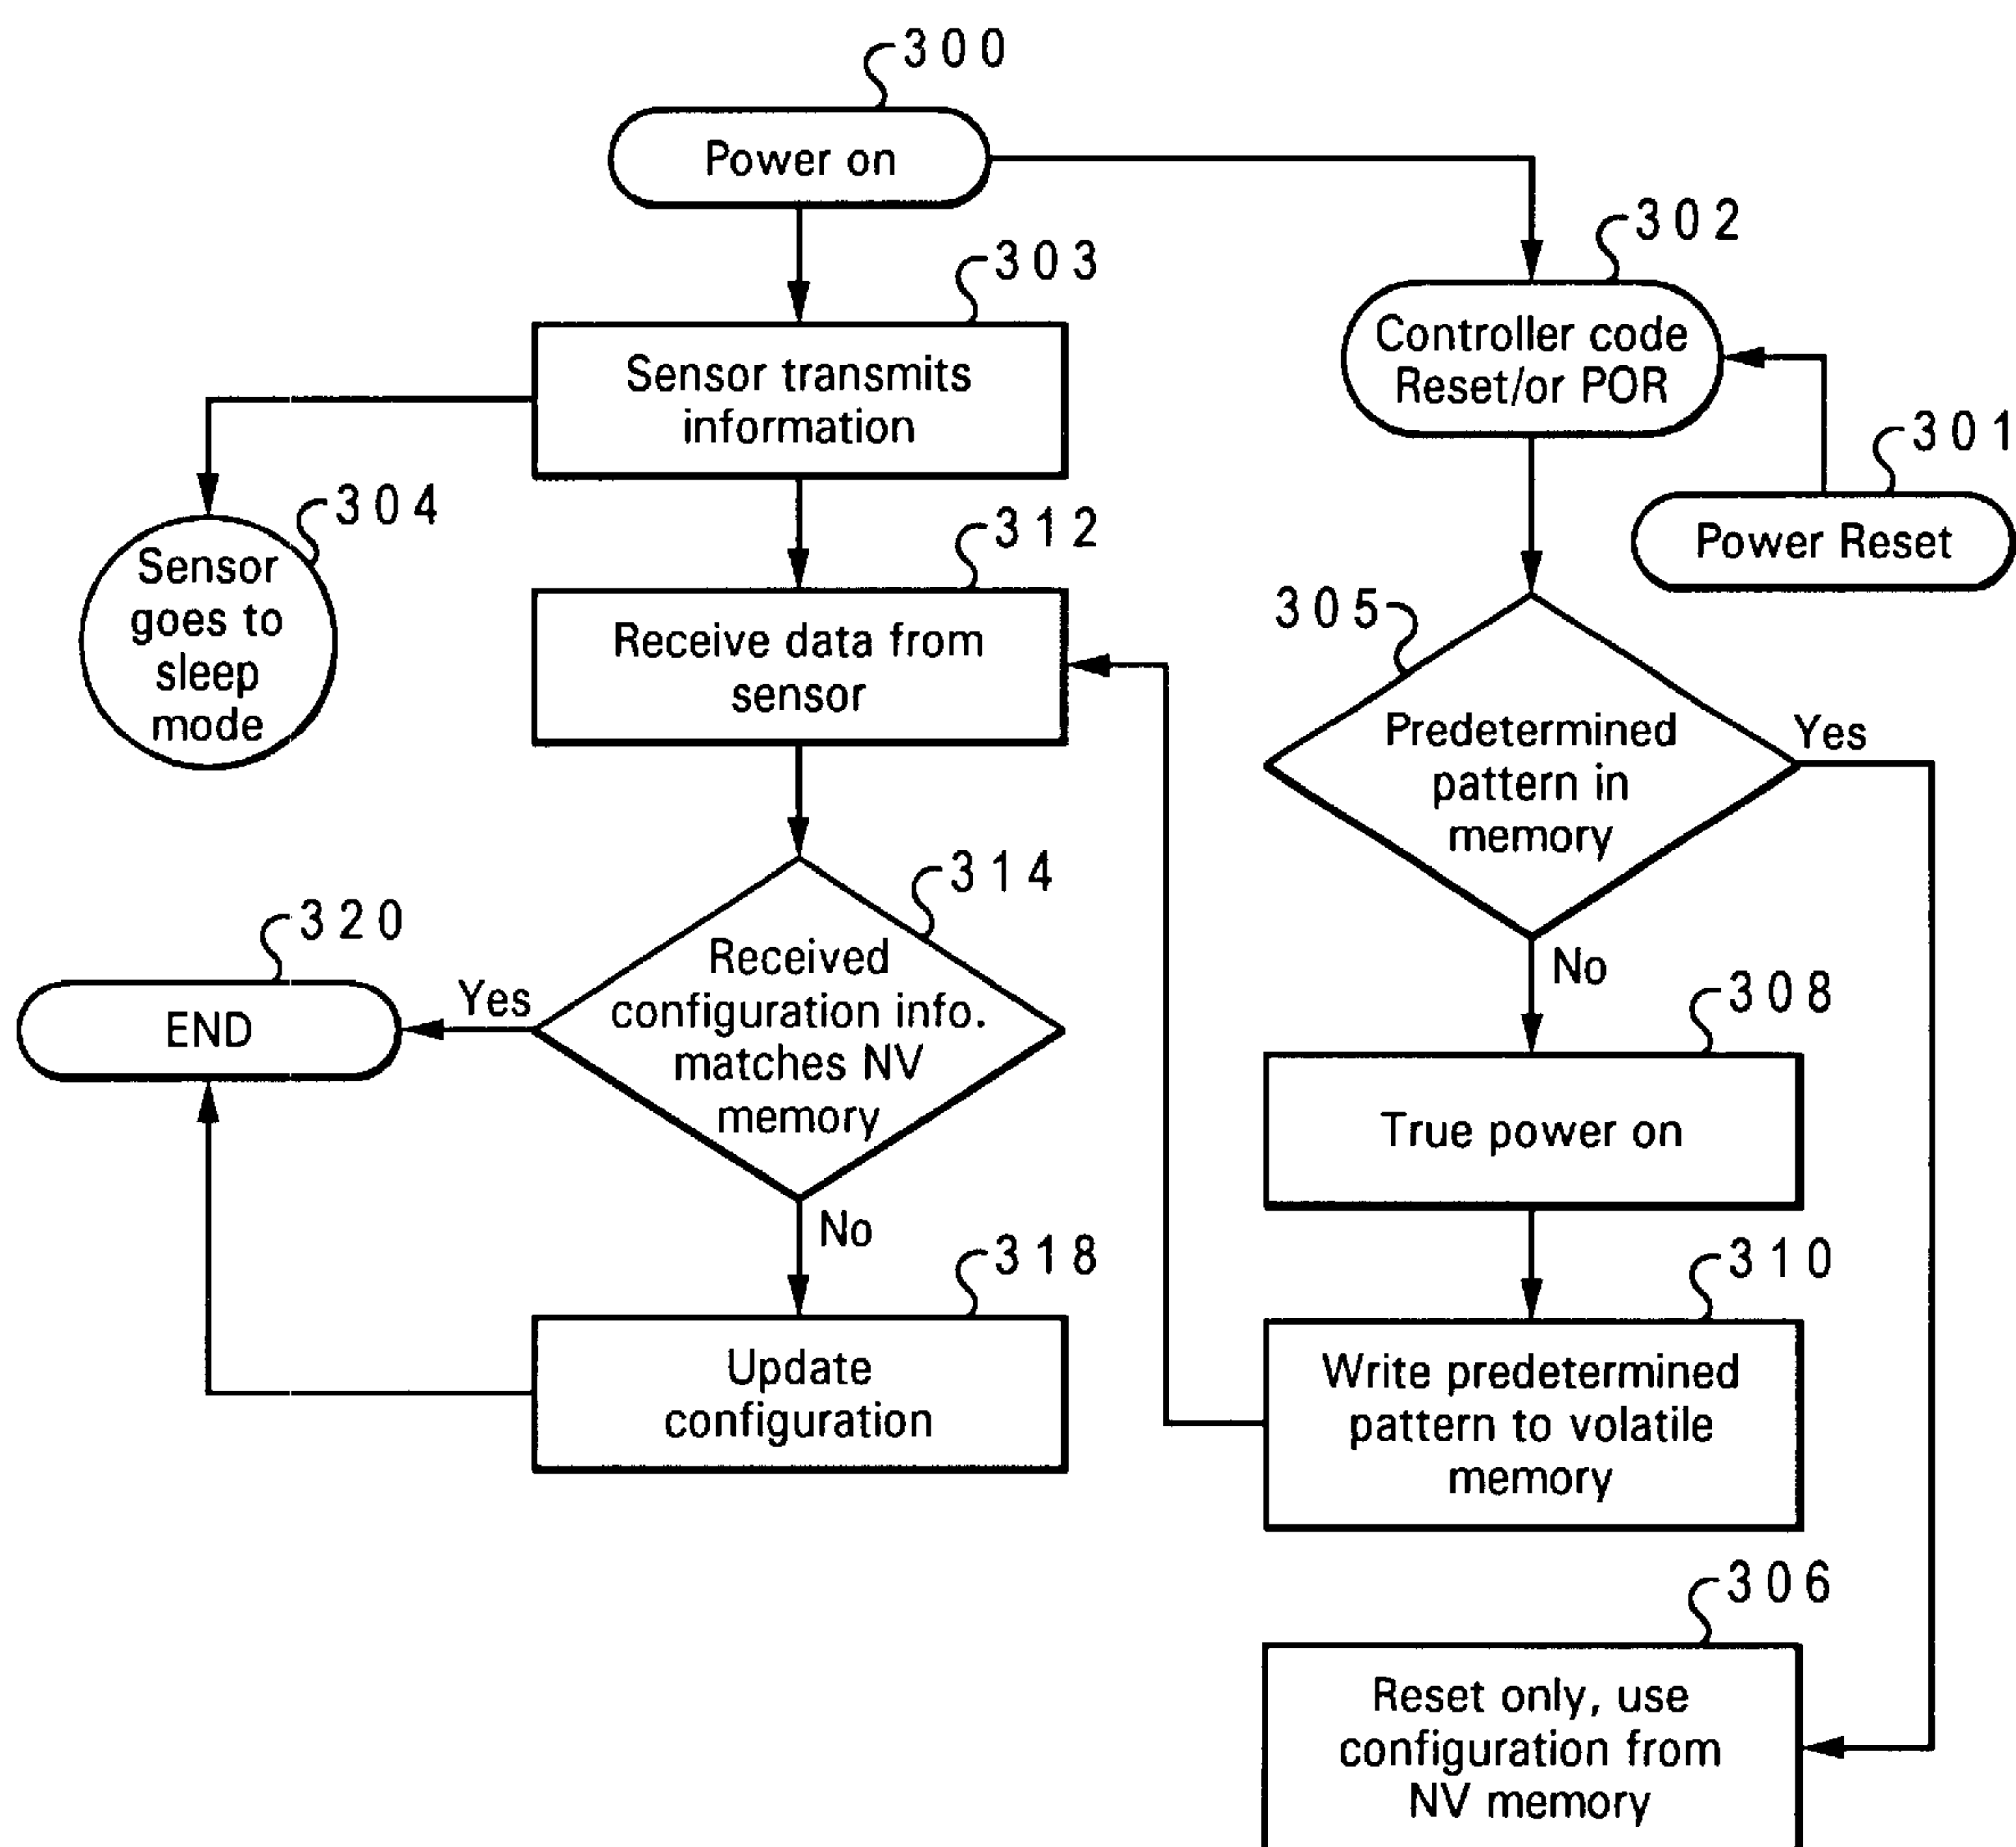 300
Power on
302
303
Controller code
Reset/or POR
Sensor transmits
information
301
Power Reset
304
Sensor
goes to
sleep
mode
312
Receive data from
sensor
305
Predetermined
pattern in
memory
Yes
No
314
Received
configuration info.
matches NV
memory
320
END
Yes
No
308
True power on
318
Update
configuration
310
Write predetermined
pattern to volatile
memory
306
Reset only, use
configuration from
NV memory